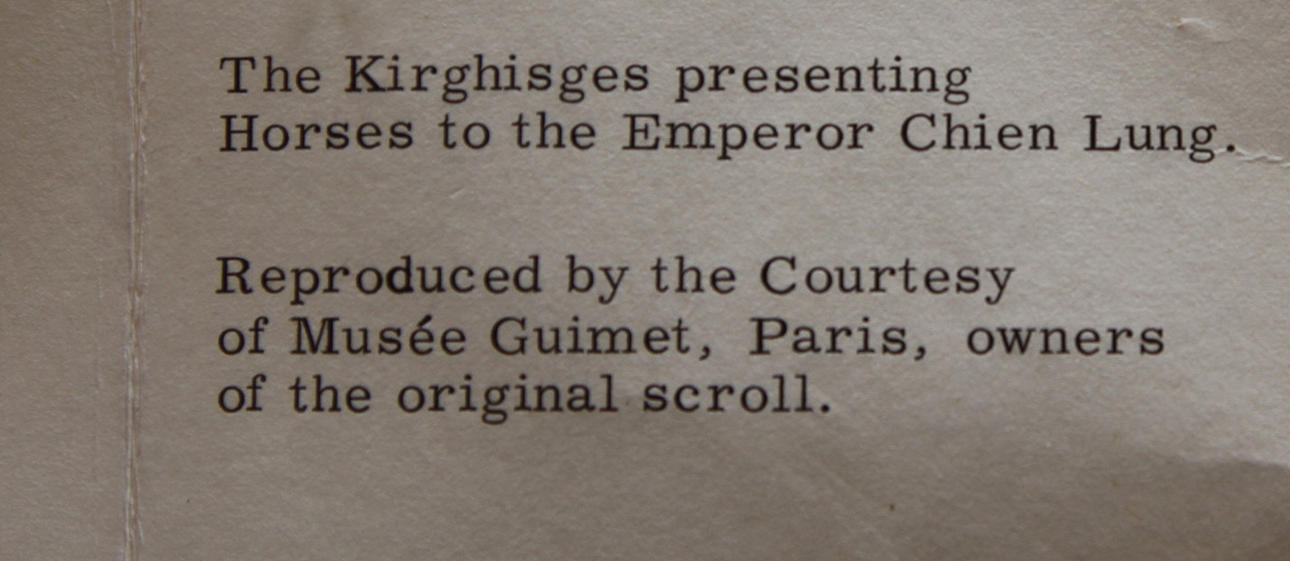 The Kirghisges presenting
Horses to the Emperor Chien Lung.
Reproduced by the Courtesy
of Musée Guimet, Paris, owners
of the original scroll.